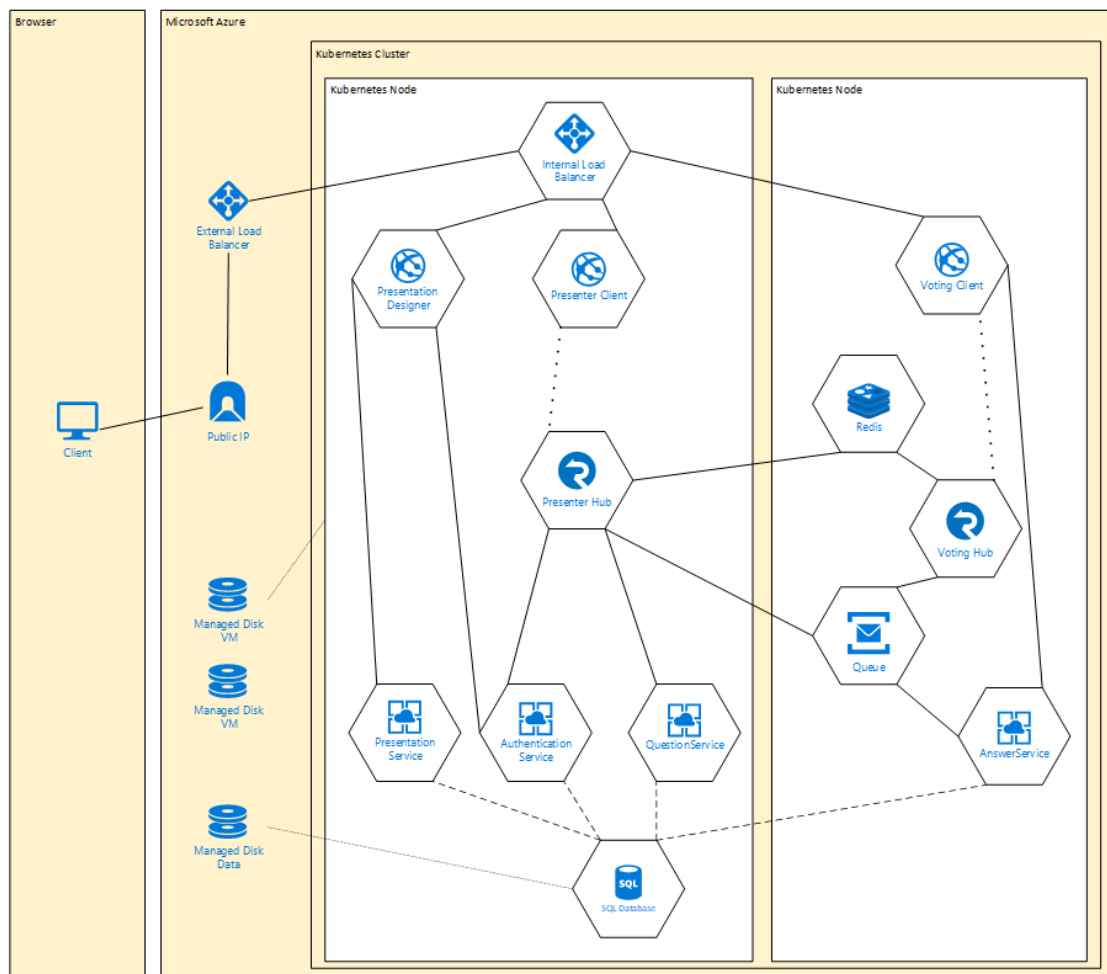 Browser
Microsoft Azure
Kubernetes Cluster
Kubernetes Node
Kubernetes Node
Internal Load
Balancer
External Load
Balancer
Presentation
Designer
Presenter Client
Voting Client
Redis
Client
Public IP
Presenter Hub
Voting Hub
Managed Disk
VM
Queue
Managed Disk
VM
Presentation
Service
Authentication
Service
QuestionService
AnswerService
Managed Disk
Data
SQL
SQL Database